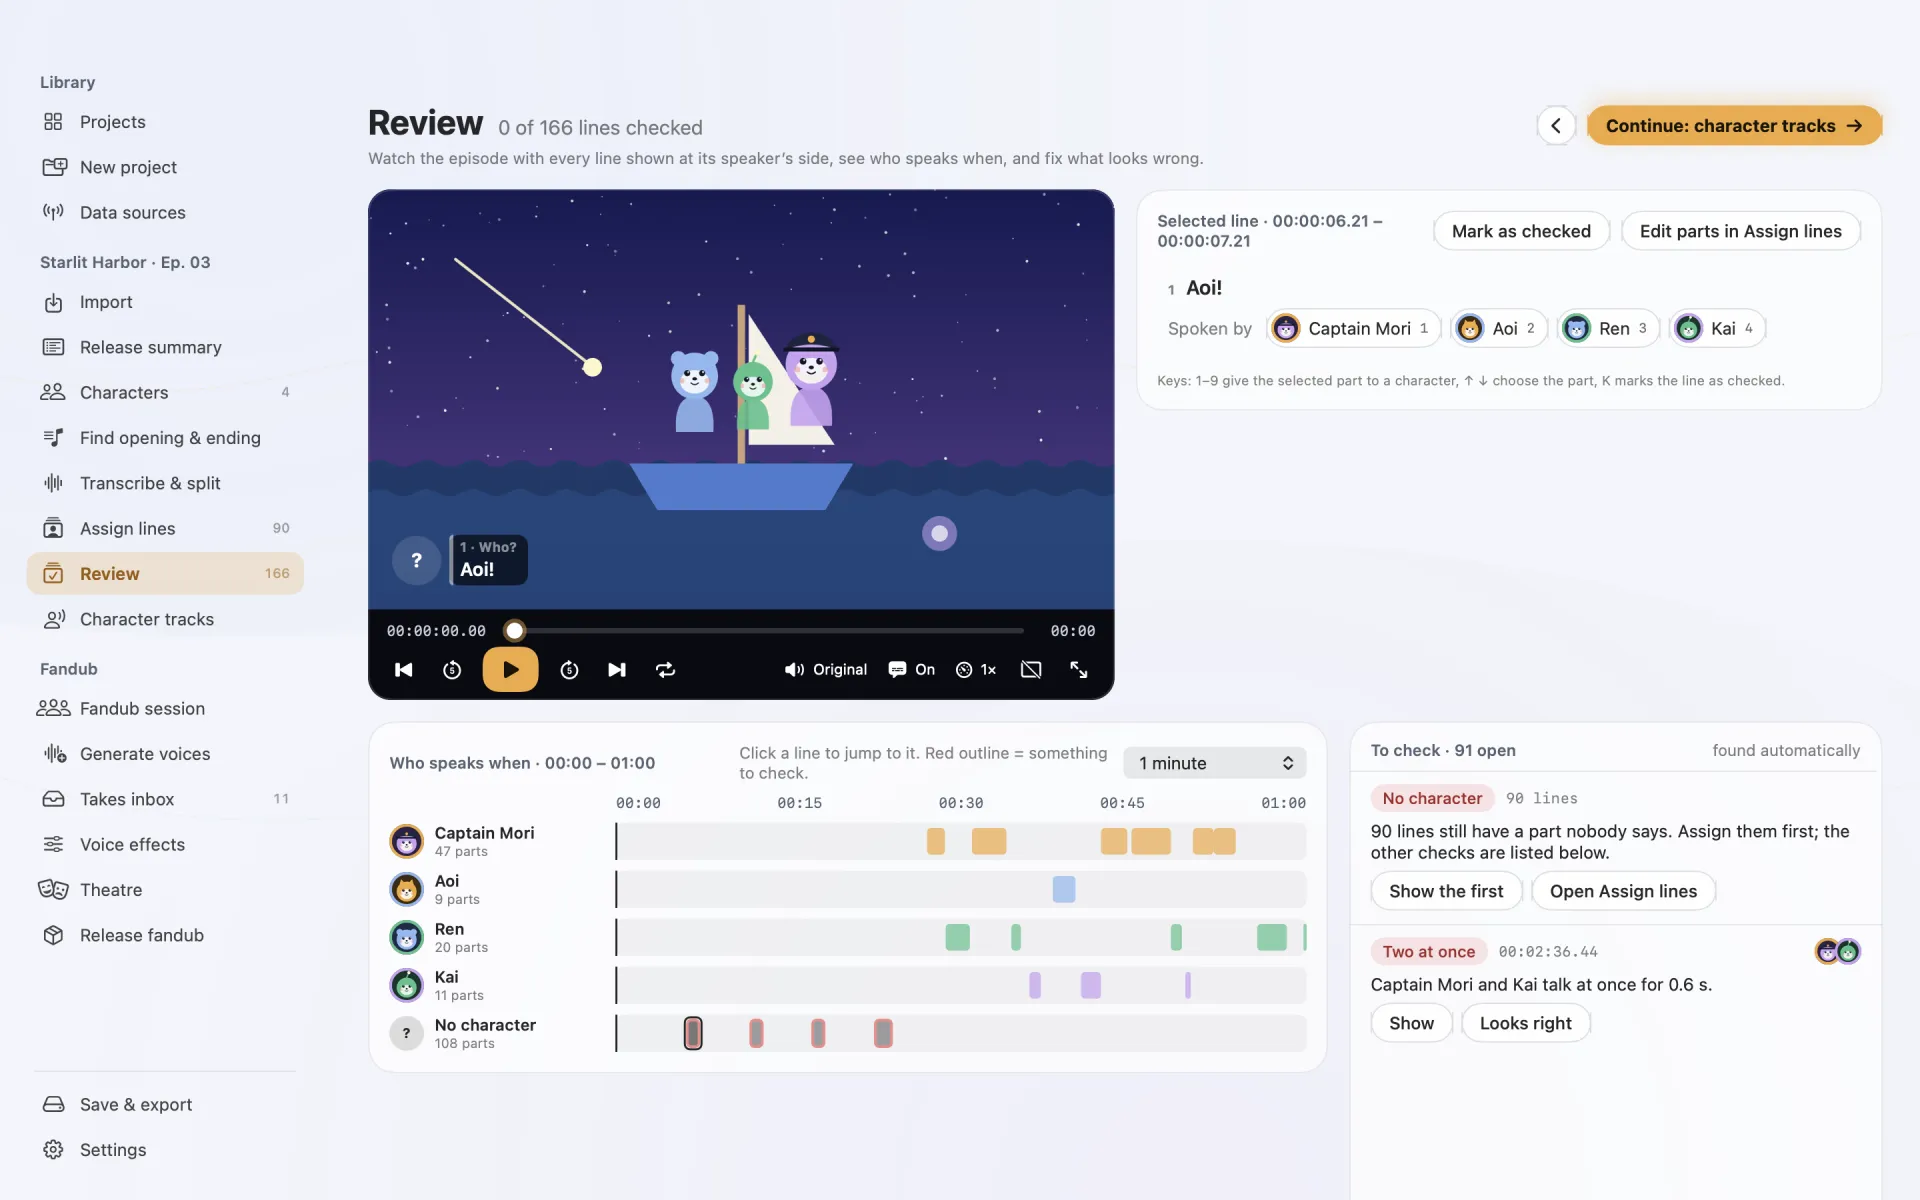 Library
Projects
New project
Data sources
Starlit Harbor · Ep. 03
Import
Release summary
Characters 4
Find opening & ending
Transcribe & split
Assign lines 90
Review 166
Character tracks
Fandub
Fandub session
Generate voices
Takes inbox 11
Voice effects
Theatre
Release fandub
Save & export
Settings
Review 0 of 166 lines checked
Watch the episode with every line shown at its speaker’s side, see who speaks when, and fix what looks wrong.
Continue: character tracks →
? 1 · Who?
Aoi!
00:00:00.00 00:00
5 5 Original On 1×
Selected line · 00:00:06.21 –
00:00:07.21
Mark as checked Edit parts in Assign lines
1 Aoi!
Spoken by Captain Mori 1 Aoi 2 Ren 3 Kai 4
Keys: 1–9 give the selected part to a character, ↑ ↓ choose the part, K marks the line as checked.
Who speaks when · 00:00 – 01:00
Click a line to jump to it. Red outline = something
to check.
1 minute
00:00 00:15 00:30 00:45 01:00
Captain Mori
47 parts
Aoi
9 parts
Ren
20 parts
Kai
11 parts
? No character
108 parts
To check · 91 open found automatically
No character 90 lines
90 lines still have a part nobody says. Assign them first; the
other checks are listed below.
Show the first Open Assign lines
Two at once 00:02:36.44
Captain Mori and Kai talk at once for 0.6 s.
Show Looks right